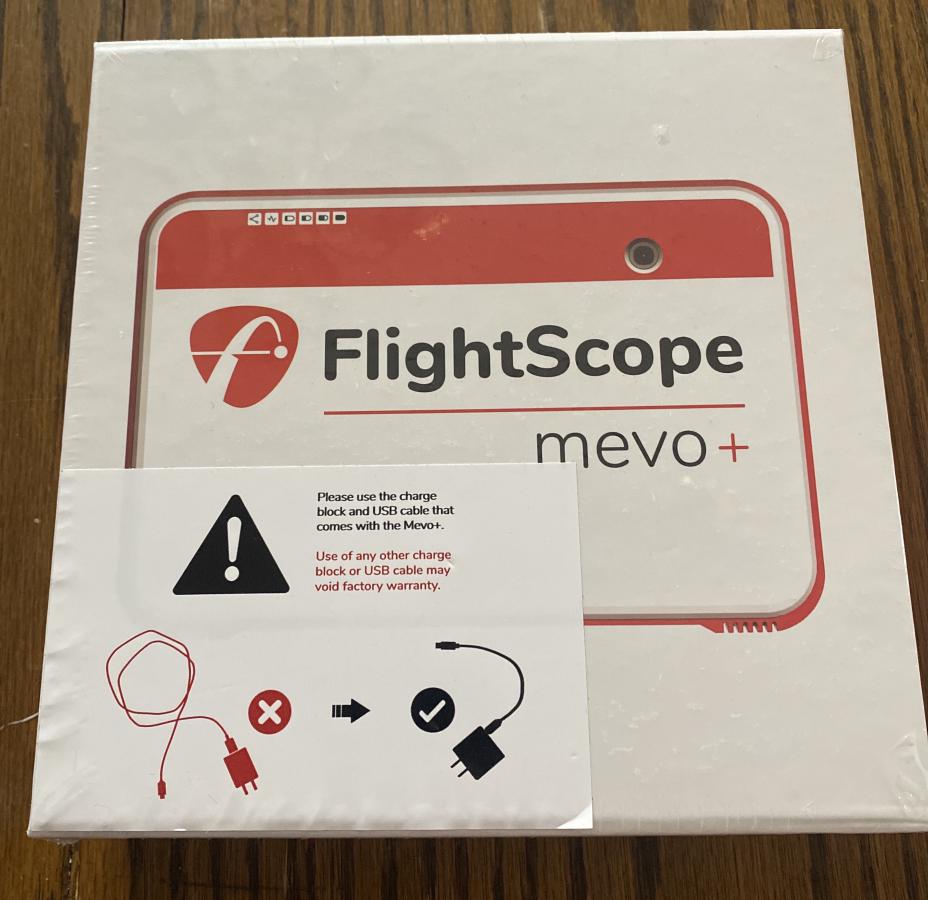 FlightScope
mevo+
Please use the charge
block and USB cable that
comes with the Mevo+.
Use of any other charge
block or USB cable may
void factory warranty.